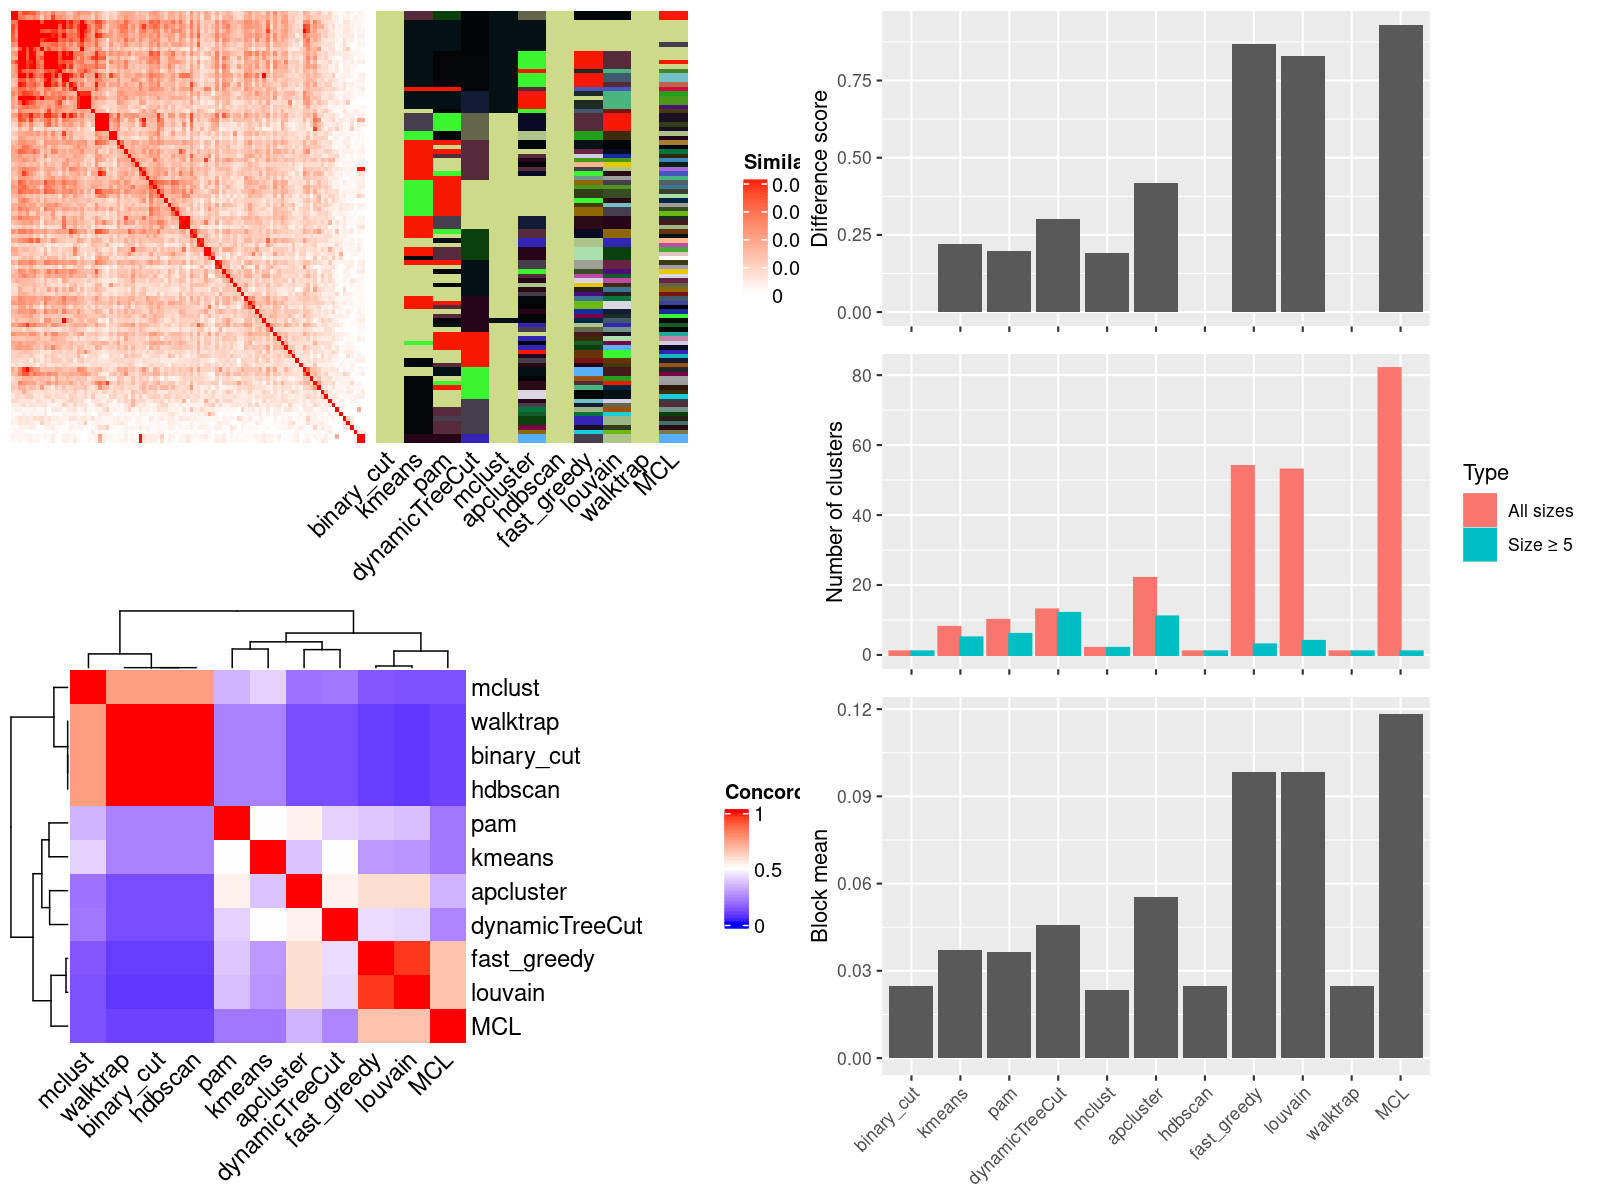 Simila
0.0
0.0
0.0
0.0
0
binary_cut
kmeans
pam
dynamicTreeCut
mclust
apcluster
hdbscan
fast_greedy
louvain
walktrap
MCL
mclust
walktrap
binary_cut
hdbscan
pam
kmeans
apcluster
dynamicTreeCut
fast_greedy
louvain
MCL
mclust
walktrap
binary_cut
hdbscan
pam
kmeans
apcluster
dynamicTreeCut
fast_greedy
louvain
MCL
Concord
1
0.5
0
Difference score
0.75
0.50
0.25
0.00
Number of clusters
80
60
40
20
0
Type
All sizes
Size ≥ 5
Block mean
0.12
0.09
0.06
0.03
0.00
binary_cut
kmeans
pam
dynamicTreeCut
mclust
apcluster
hdbscan
fast_greedy
louvain
walktrap
MCL